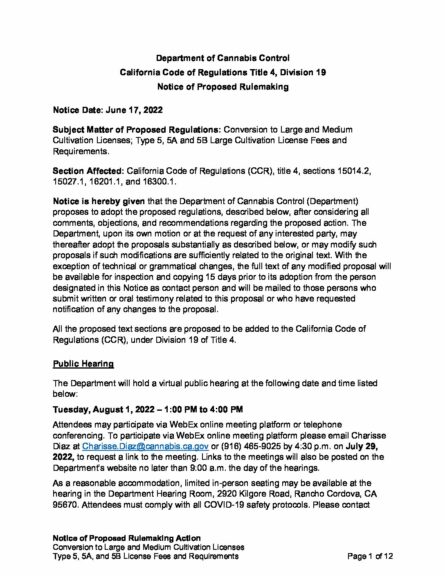 Department of Cannabis Control
California Code of Regulations Title 4, Division 19
Notice of Proposed Rulemaking
Notice Date: June 17, 2022
Subject Matter of Proposed Regulations: Conversion to Large and Medium
Cultivation Licenses; Type 5, 5A and 5B Large Cultivation License Fees and
Requirements.
Section Affected: California Code of Regulations (CCR), title 4, sections 15014.2,
15027.1, 16201.1, and 16300.1.
Notice is hereby given that the Department of Cannabis Control (Department)
proposes to adopt the proposed regulations, described below, after considering all
comments, objections, and recommendations regarding the proposed action. The
Department, upon its own motion or at the request of any interested party, may
thereafter adopt the proposals substantially as described below, or may modify such
proposals if such modifications are sufficiently related to the original text. With the
exception of technical or grammatical changes, the full text of any modified proposal will
be available for inspection and copying 15 days prior to its adoption from the person
designated in this Notice as contact person and will be mailed to those persons who
submit written or oral testimony related to this proposal or who have requested
notification of any changes to the proposal.
All the proposed text sections are proposed to be added to the California Code of
Regulations (CCR), under Division 19 of Title 4.
Public Hearing
The Department will hold a virtual public hearing at the following date and time listed
below:
Tuesday, August 1, 2022 – 1:00 PM to 4:00 PM
Attendees may participate via WebEx online meeting platform or telephone
conferencing. To participate via WebEx online meeting platform please email Charisse
Diaz at Charisse.Diaz@cannabis.ca.gov or (916) 465-9025 by 4:30 p.m. on July 29,
2022, to request a link to the meeting. Links to the meetings will also be posted on the
Department's website no later than 9:00 a.m. the day of the hearings.
As a reasonable accommodation, limited in-person seating may be available at the
hearing in the Department Hearing Room, 2920 Kilgore Road, Rancho Cordova, CA
95670. Attendees must comply with all COVID-19 safety protocols. Please contact
Notice of Proposed Rulemaking Action
Conversion to Large and Medium Cultivation Licenses
Type 5, 5A, and 5B License Fees and Requirements Page 1 of 12